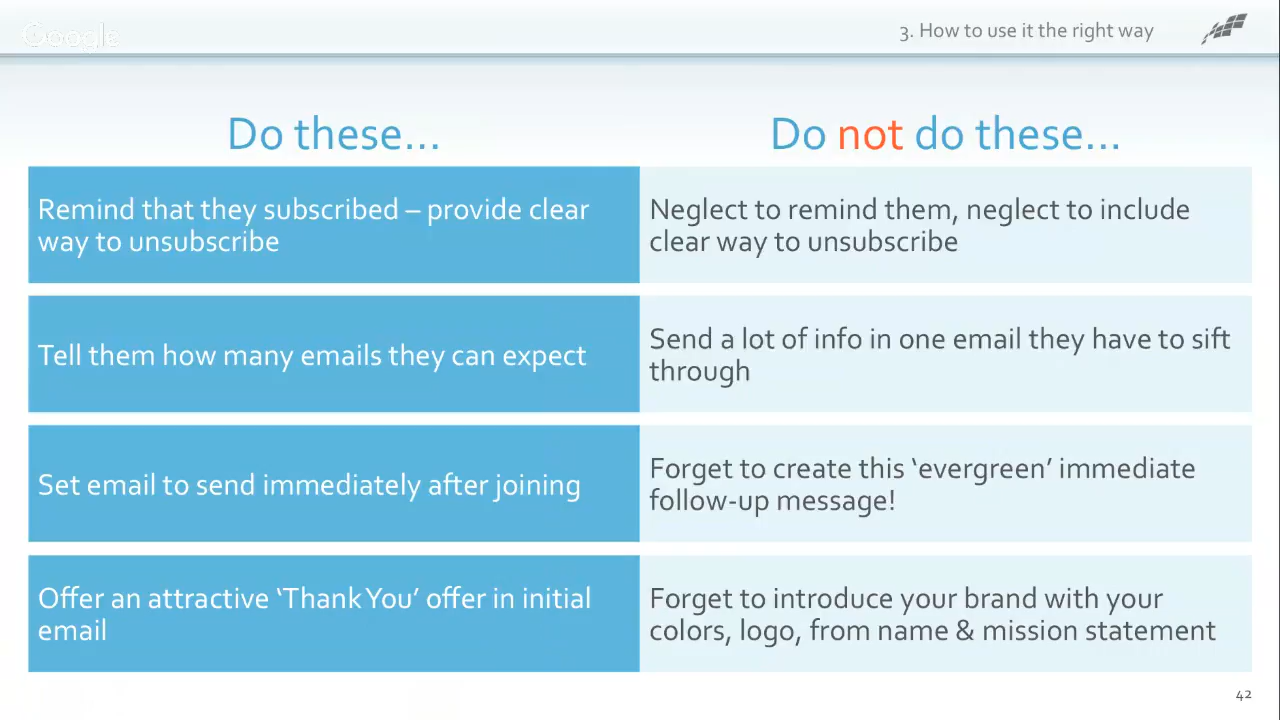 Google
3. How to use it the right way
Do these...
Do not do these...
Remind that they subscribed – provide clear
way to unsubscribe
Neglect to remind them, neglect to include
clear way to unsubscribe
Tell them how many emails they can expect
Send a lot of info in one email they have to sift
through
Set email to send immediately after joining
Forget to create this ‘evergreen’ immediate
follow-up message!
Offer an attractive ‘Thank You’ offer in initial
email
Forget to introduce your brand with your
colors, logo, from name & mission statement
42